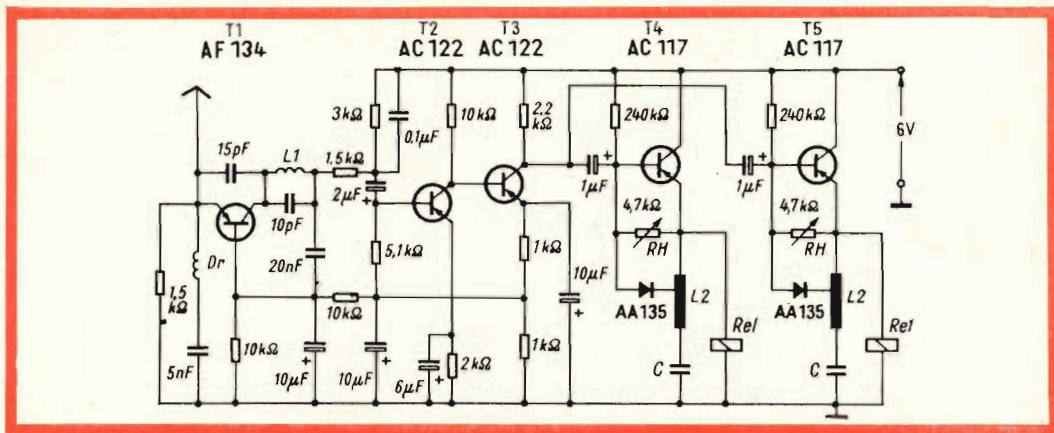 T1
AF 134
T2
AC 122
T3
AC 122
T4
AC 117
T5
AC 117
3kΩ
0,1µF
10kΩ
2,2
kΩ
240kΩ
240kΩ
6V
15pF
L1
1,5kΩ
2µF
+
1µF
+
1µF
+
10pF
4,7kΩ
RH
4,7kΩ
RH
Dr
20nF
5,1kΩ
1kΩ
10µF
+
AA135
L2
Rel
AA135
L2
Rel
1,5
kΩ
10kΩ
10kΩ
5nF
10µF
+
10µF
+
6µF
+
2kΩ
1kΩ
C
C